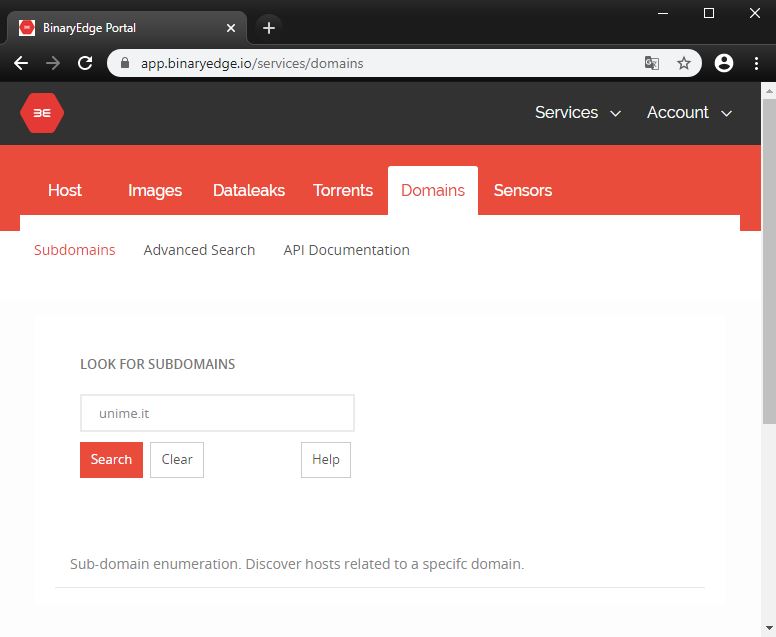 BinaryEdge Portal
app.binaryedge.io/services/domains
Services Account
Host Images Dataleaks Torrents Domains Sensors
Subdomains Advanced Search API Documentation
LOOK FOR SUBDOMAINS
unime.it
Search Clear Help
Sub-domain enumeration. Discover hosts related to a specifc domain.